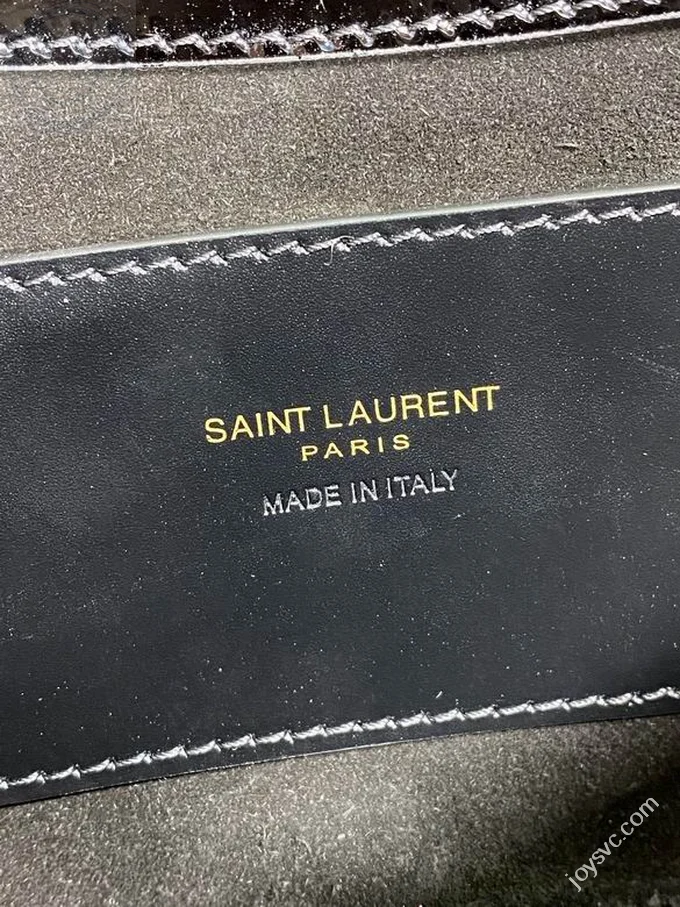 SAINT LAURENT
PARIS
MADE IN ITALY
joysvc.com